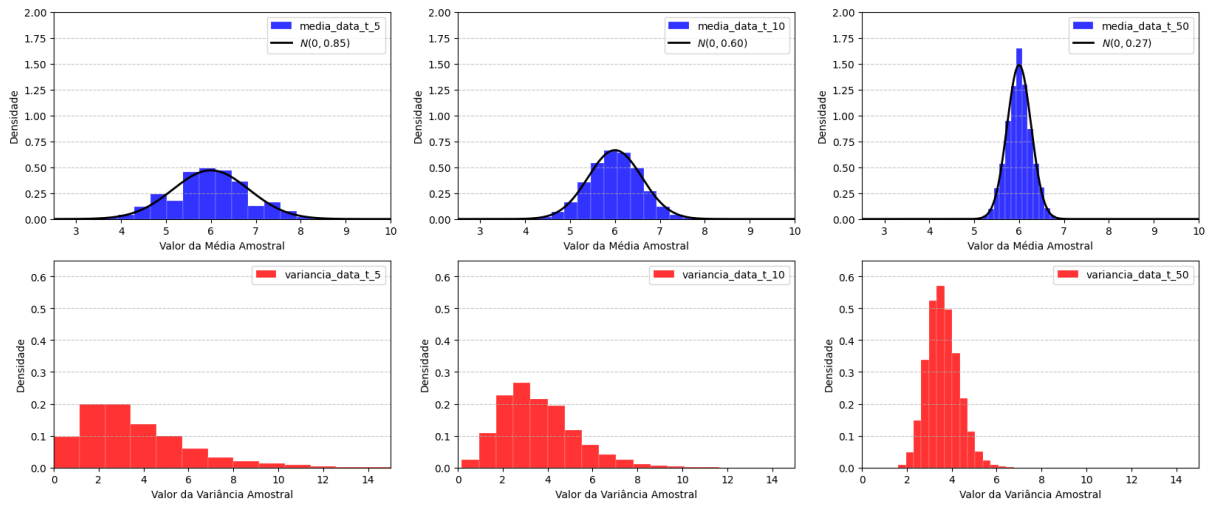 2.00
1.75
1.50
1.25
1.00
0.75
0.50
0.25
0.00
Densidade
media_data_t_5
N(0, 0.85)
3 4 5 6 7 8 9 10
Valor da Média Amostral
2.00
1.75
1.50
1.25
1.00
0.75
0.50
0.25
0.00
Densidade
media_data_t_10
N(0, 0.60)
3 4 5 6 7 8 9 10
Valor da Média Amostral
2.00
1.75
1.50
1.25
1.00
0.75
0.50
0.25
0.00
Densidade
media_data_t_50
N(0, 0.27)
3 4 5 6 7 8 9 10
Valor da Média Amostral
0.6
0.5
0.4
0.3
0.2
0.1
0.0
Densidade
variancia_data_t_5
0 2 4 6 8 10 12 14
Valor da Variância Amostral
0.6
0.5
0.4
0.3
0.2
0.1
0.0
Densidade
variancia_data_t_10
0 2 4 6 8 10 12 14
Valor da Variância Amostral
0.6
0.5
0.4
0.3
0.2
0.1
0.0
Densidade
variancia_data_t_50
0 2 4 6 8 10 12 14
Valor da Variância Amostral